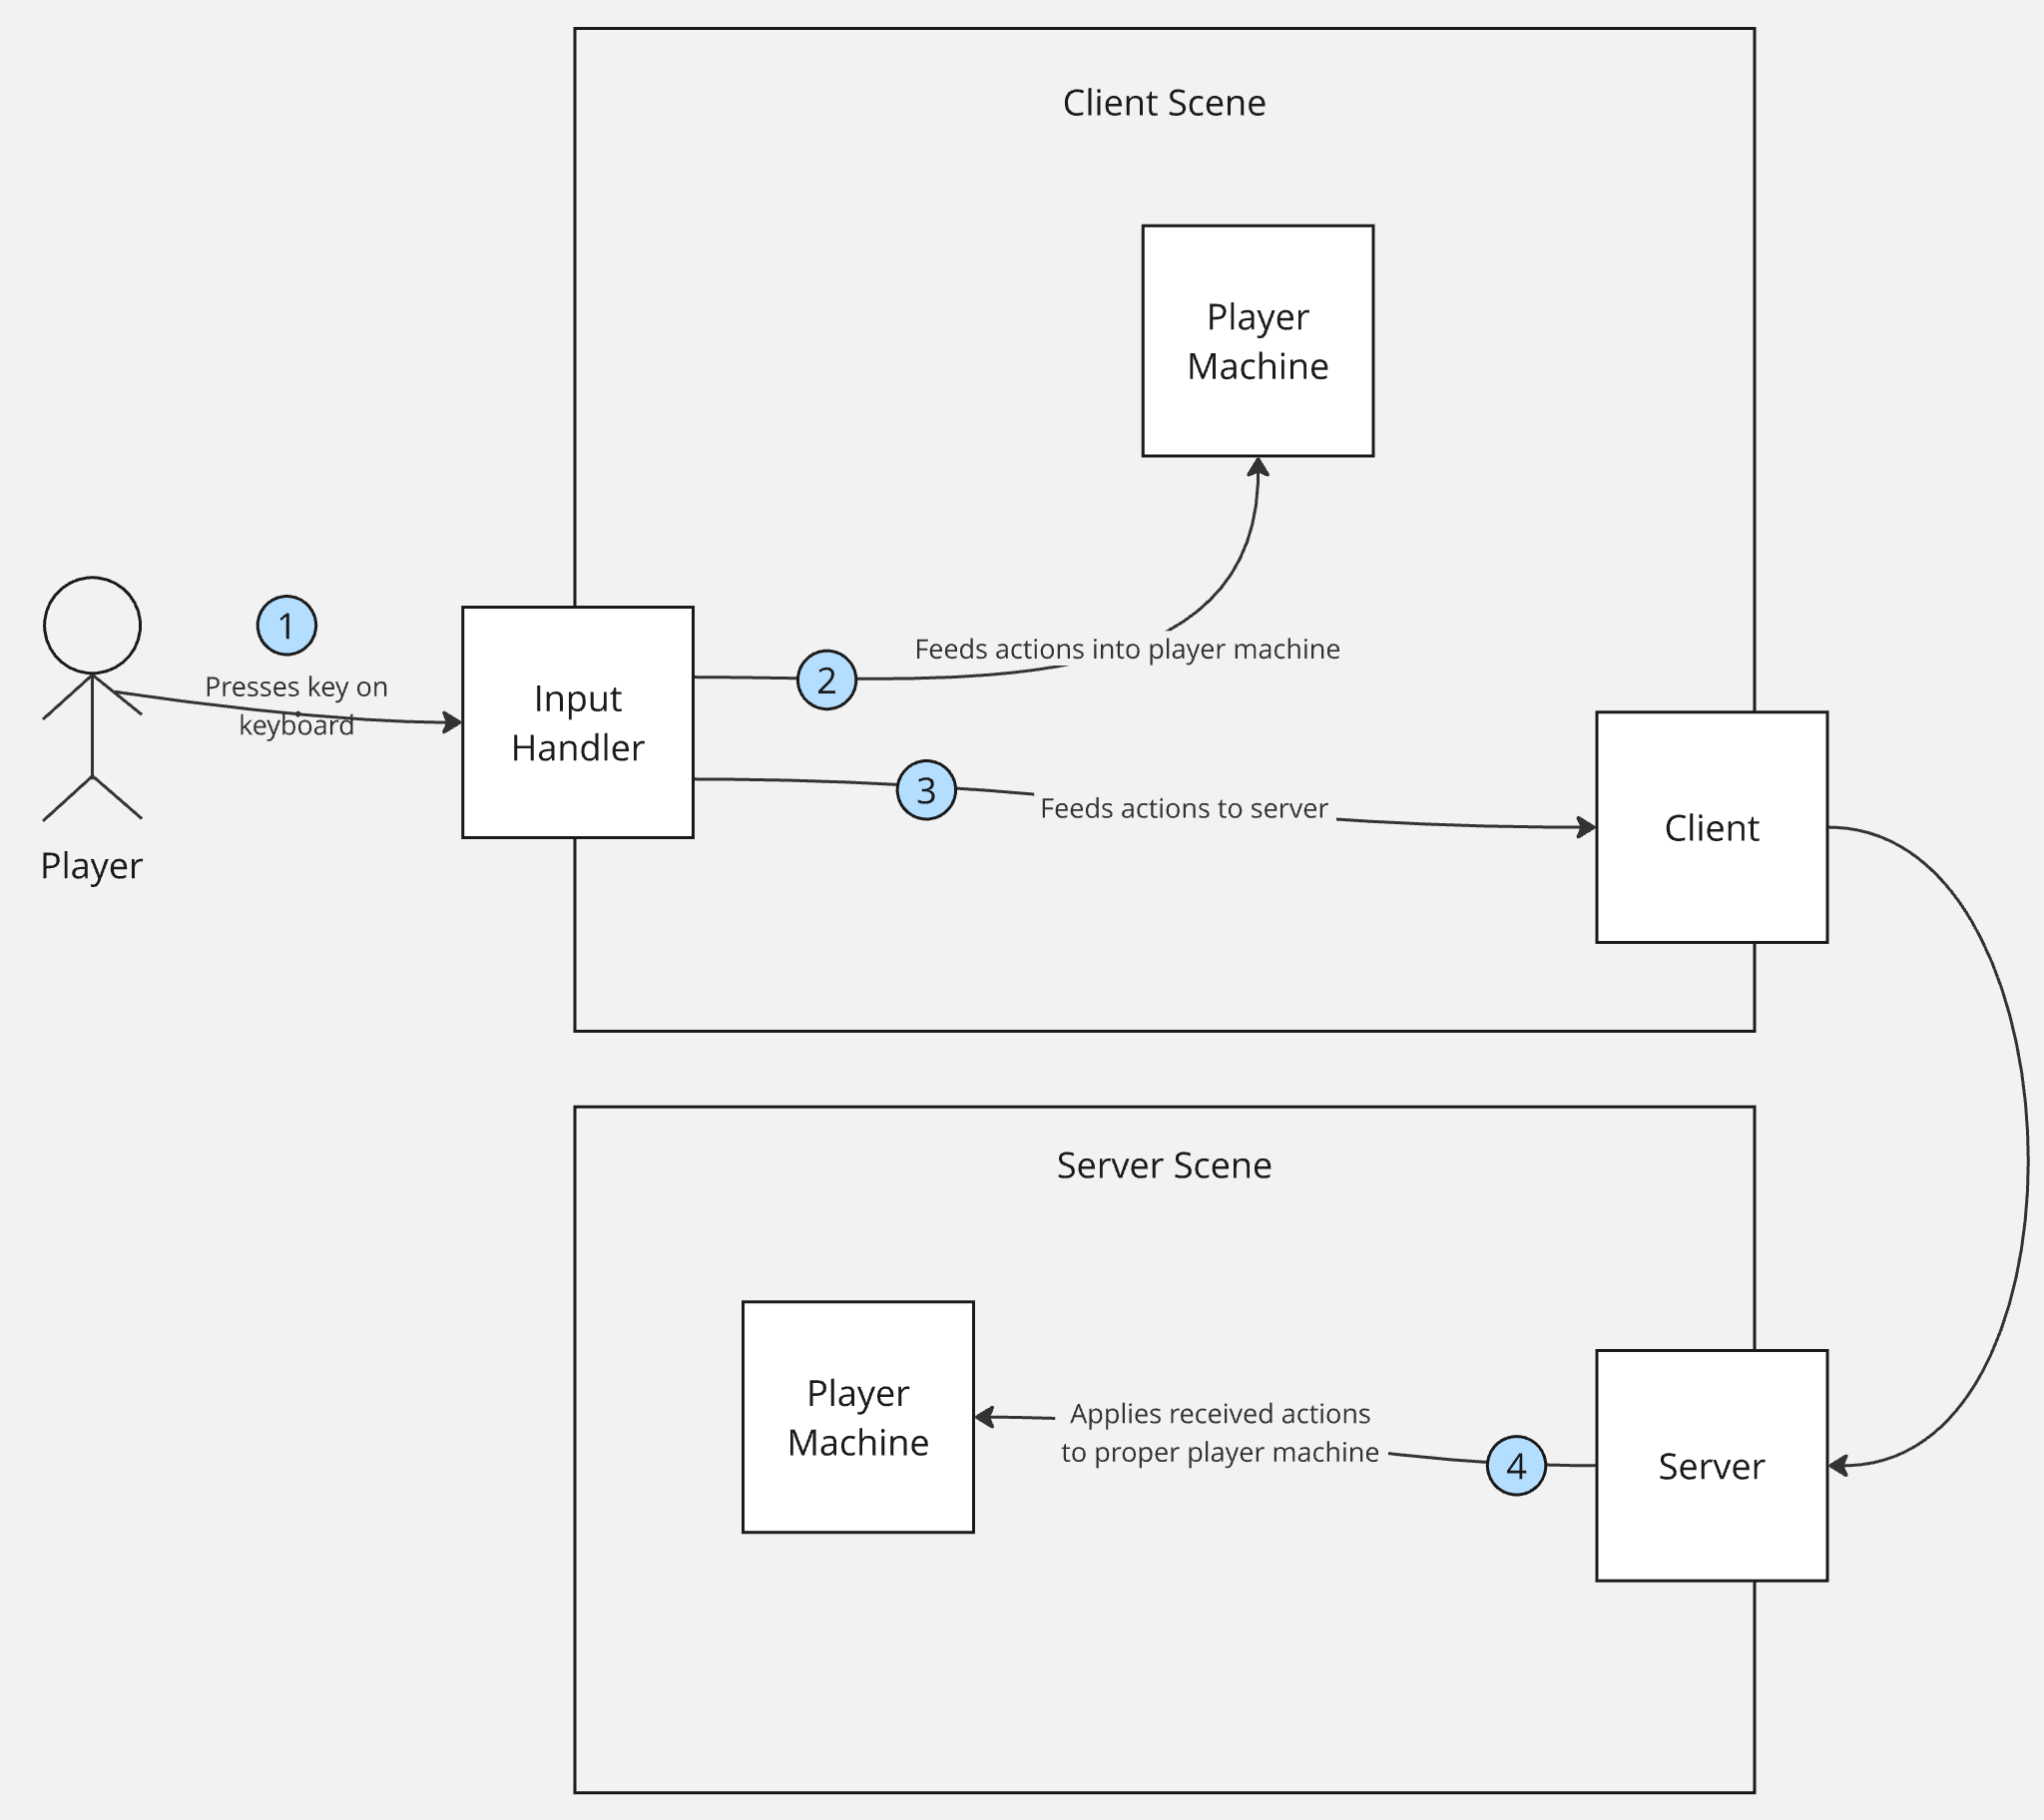 Client Scene
Player
Machine
1
Presses key on
keyboard
Player
Input
Handler
2
Feeds actions into player machine
3
Feeds actions to server
Client
Server Scene
Player
Machine
Applies received actions
to proper player machine
4
Server